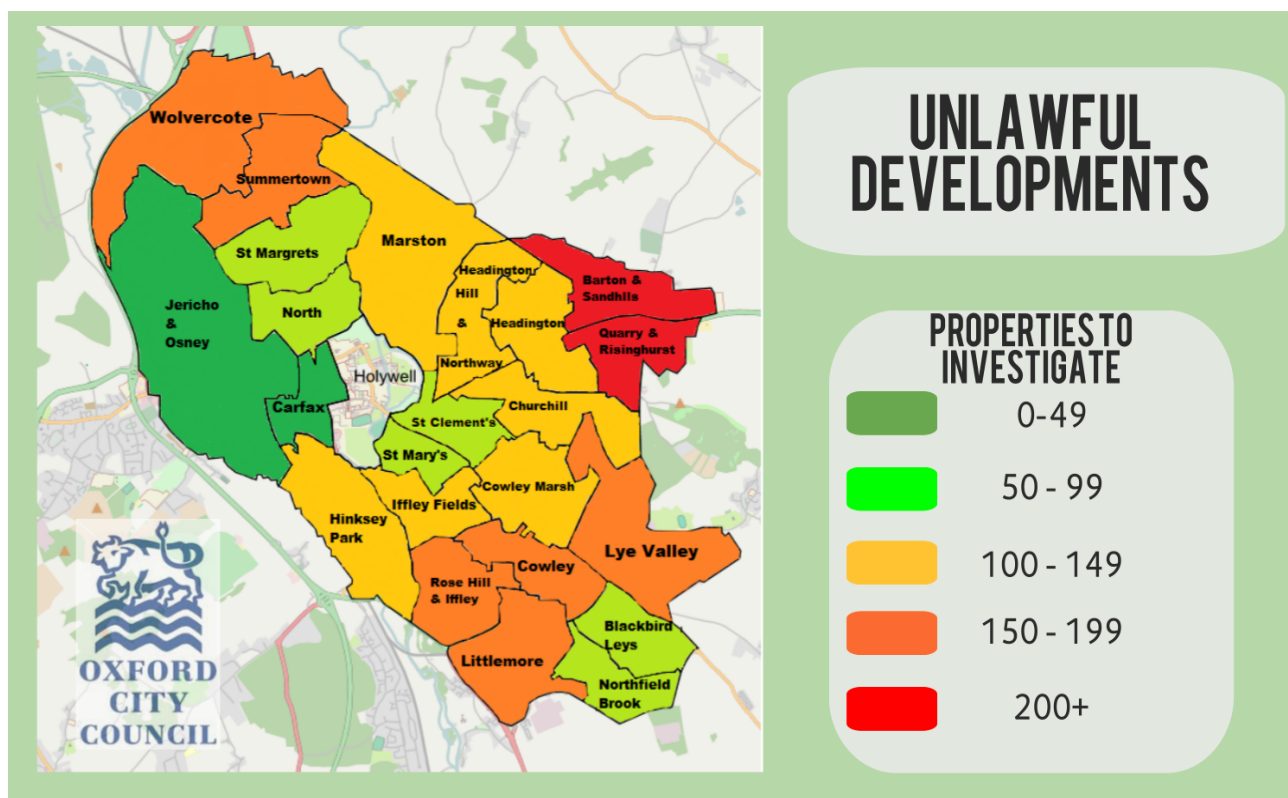 UNLAWFUL
DEVELOPMENTS
PROPERTIES TO
INVESTIGATE
0-49
50 - 99
100 - 149
150 - 199
200+
Wolvercote
Summertown
St Margrets
Marston
North
Jericho
&
Osney
Carfax
Holywell
Headington
Hill
&
Northway
Headington
Barton &
Sandhlls
Quarry &
Risinghurst
Churchill
St Clement's
St Mary's
Cowley Marsh
Iffley Fields
Hinksey
Park
Lye Valley
Cowley
Rose Hill
& Iffley
Littlemore
Blackbird
Leys
Northfield
Brook
OXFORD
CITY
COUNCIL